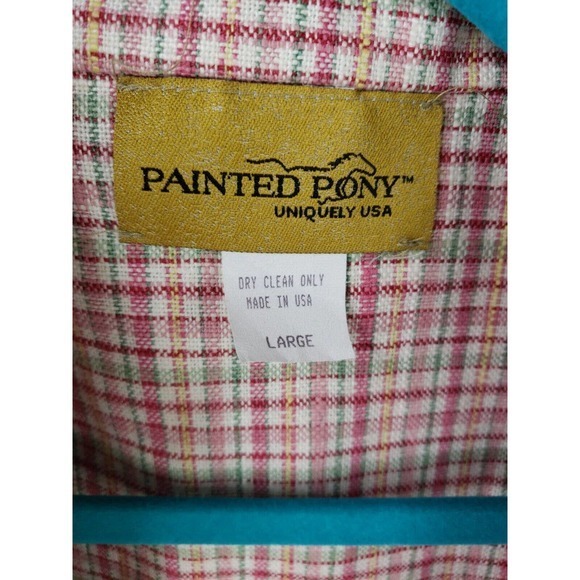 PAINTED PONY™
UNIQUELY USA
DRY CLEAN ONLY
MADE IN USA
LARGE